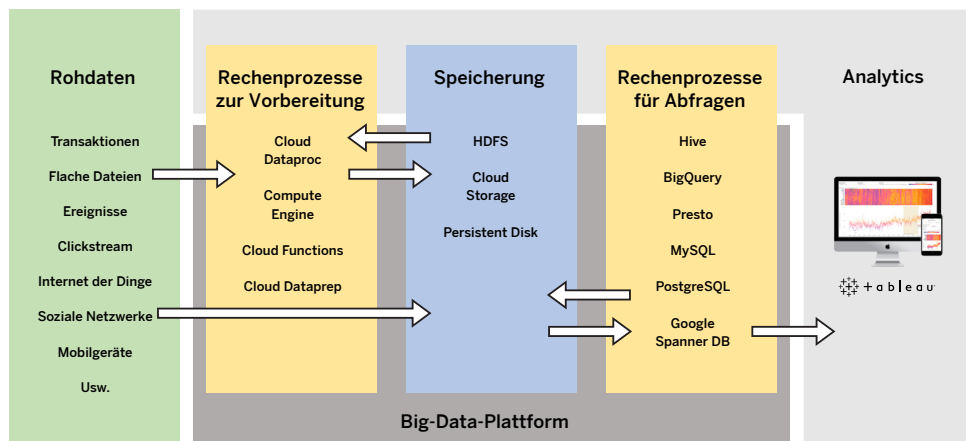 Rohdaten
Transaktionen
Flache Dateien
Ereignisse
Clickstream
Internet der Dinge
Soziale Netzwerke
Mobilgeräte
Usw.
Rechenprozesse
zur Vorbereitung
Cloud
Dataproc
Compute
Engine
Cloud Functions
Cloud Dataprep
Speicherung
HDFS
Cloud
Storage
Persistent Disk
Rechenprozesse
für Abfragen
Hive
BigQuery
Presto
MySQL
PostgreSQL
Google
Spanner DB
Analytics
+ableau
Big-Data-Plattform